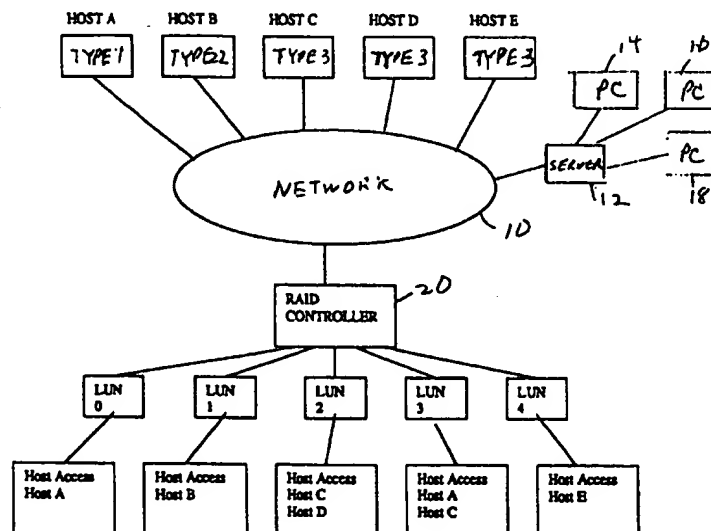 HOST A HOST B HOST C HOST D HOST E
TYPE 1 TYPE 2 TYPE 3 TYPE 3 TYPE 3
14 16
PC PC
SERVER PC
12 18
NETWORK
10
20
RAID
CONTROLLER
LUN LUN LUN LUN LUN
0 1 2 3 4
Host Access Host Access Host Access Host Access Host Access
Host A Host B Host C Host A Host E
Host D Host C